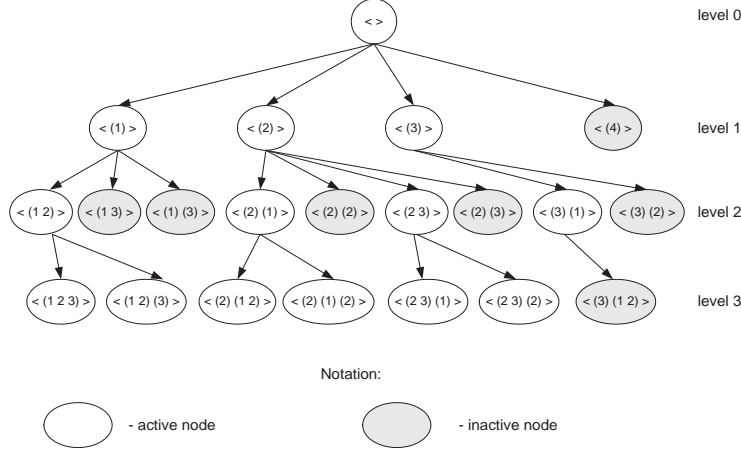 < > level 0
< (1) > < (2) > < (3) > < (4) > level 1
< (1 2) > < (1 3) > < (1) (3) > < (2) (1) > < (2) (2) > < (2 3) > < (2) (3) > < (3) (1) > < (3) (2) > level 2
< (1 2 3) > < (1 2) (3) > < (2) (1 2) > < (2) (1) (2) > < (2 3) (1) > < (2 3) (2) > < (3) (1 2) > level 3
Notation:
- active node - inactive node